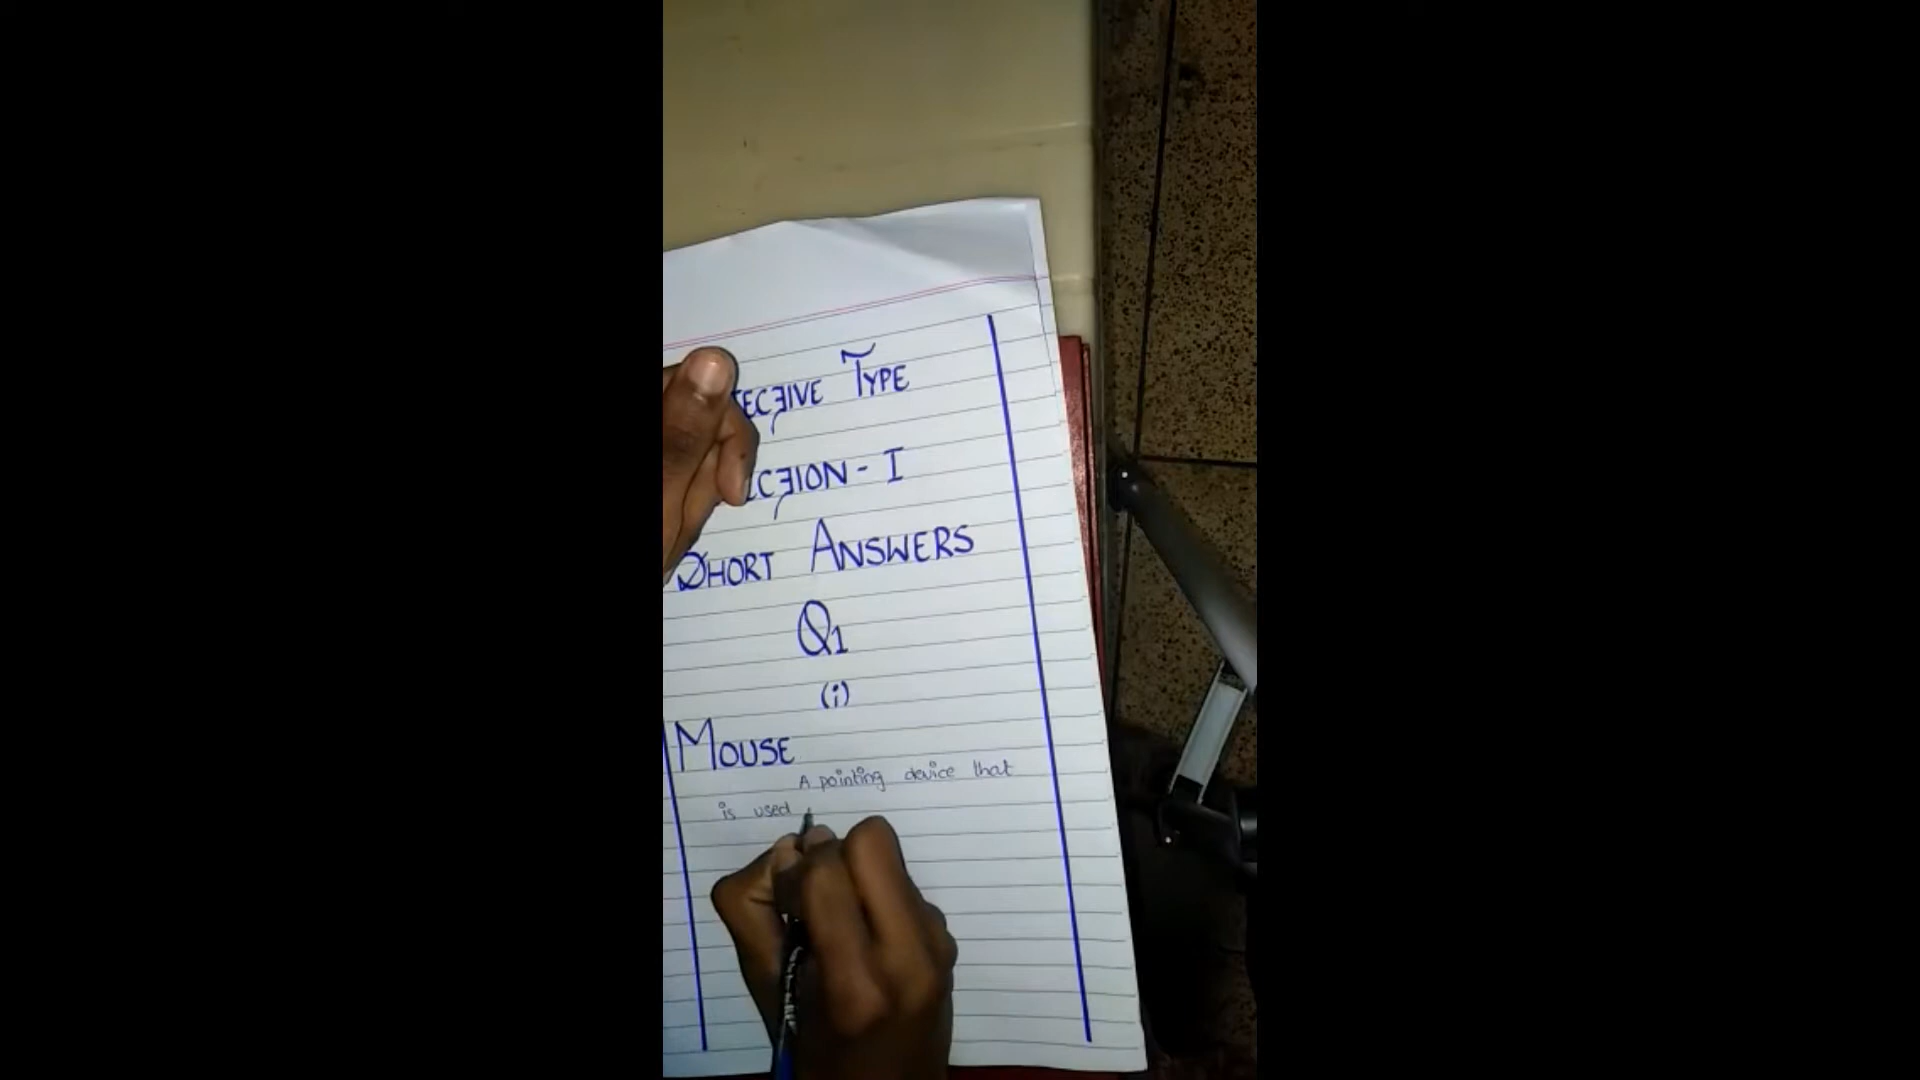 TYPE
- I
SHORT ANSWERS
Q1
(i)
MOUSE
A pointing device that
is used